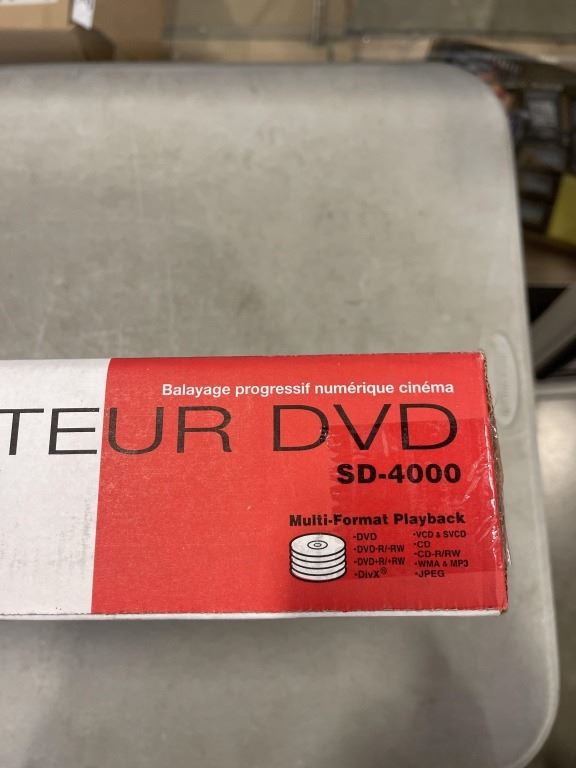 Balayage progressif numérique cinéma
TEUR DVD
SD-4000
Multi-Format Playback
•DVD
•DVD-R/-RW
•DVD+R/+RW
•DivX®
•VCD & SVCD
•CD
•CD-R/RW
•WMA & MP3
•JPEG